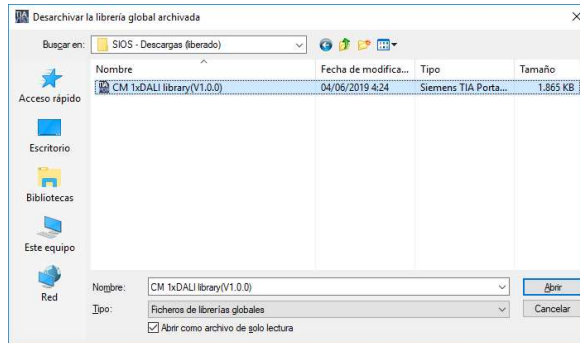 Desarchivar la librería global archivada
Buscar en: SIOS - Descargas (liberado)
Nombre Fecha de modifica... Tipo Tamaño
CM 1xDALI library(V1.0.0) 04/06/2019 4:24 Siemens TIA Porta... 1.865 KB
Acceso rápido
Escritorio
Bibliotecas
Este equipo
Red
Nombre: CM 1xDALI library(V1.0.0) Abrir
Tipo: Ficheros de librerías globales Cancelar
Abrir como archivo de solo lectura